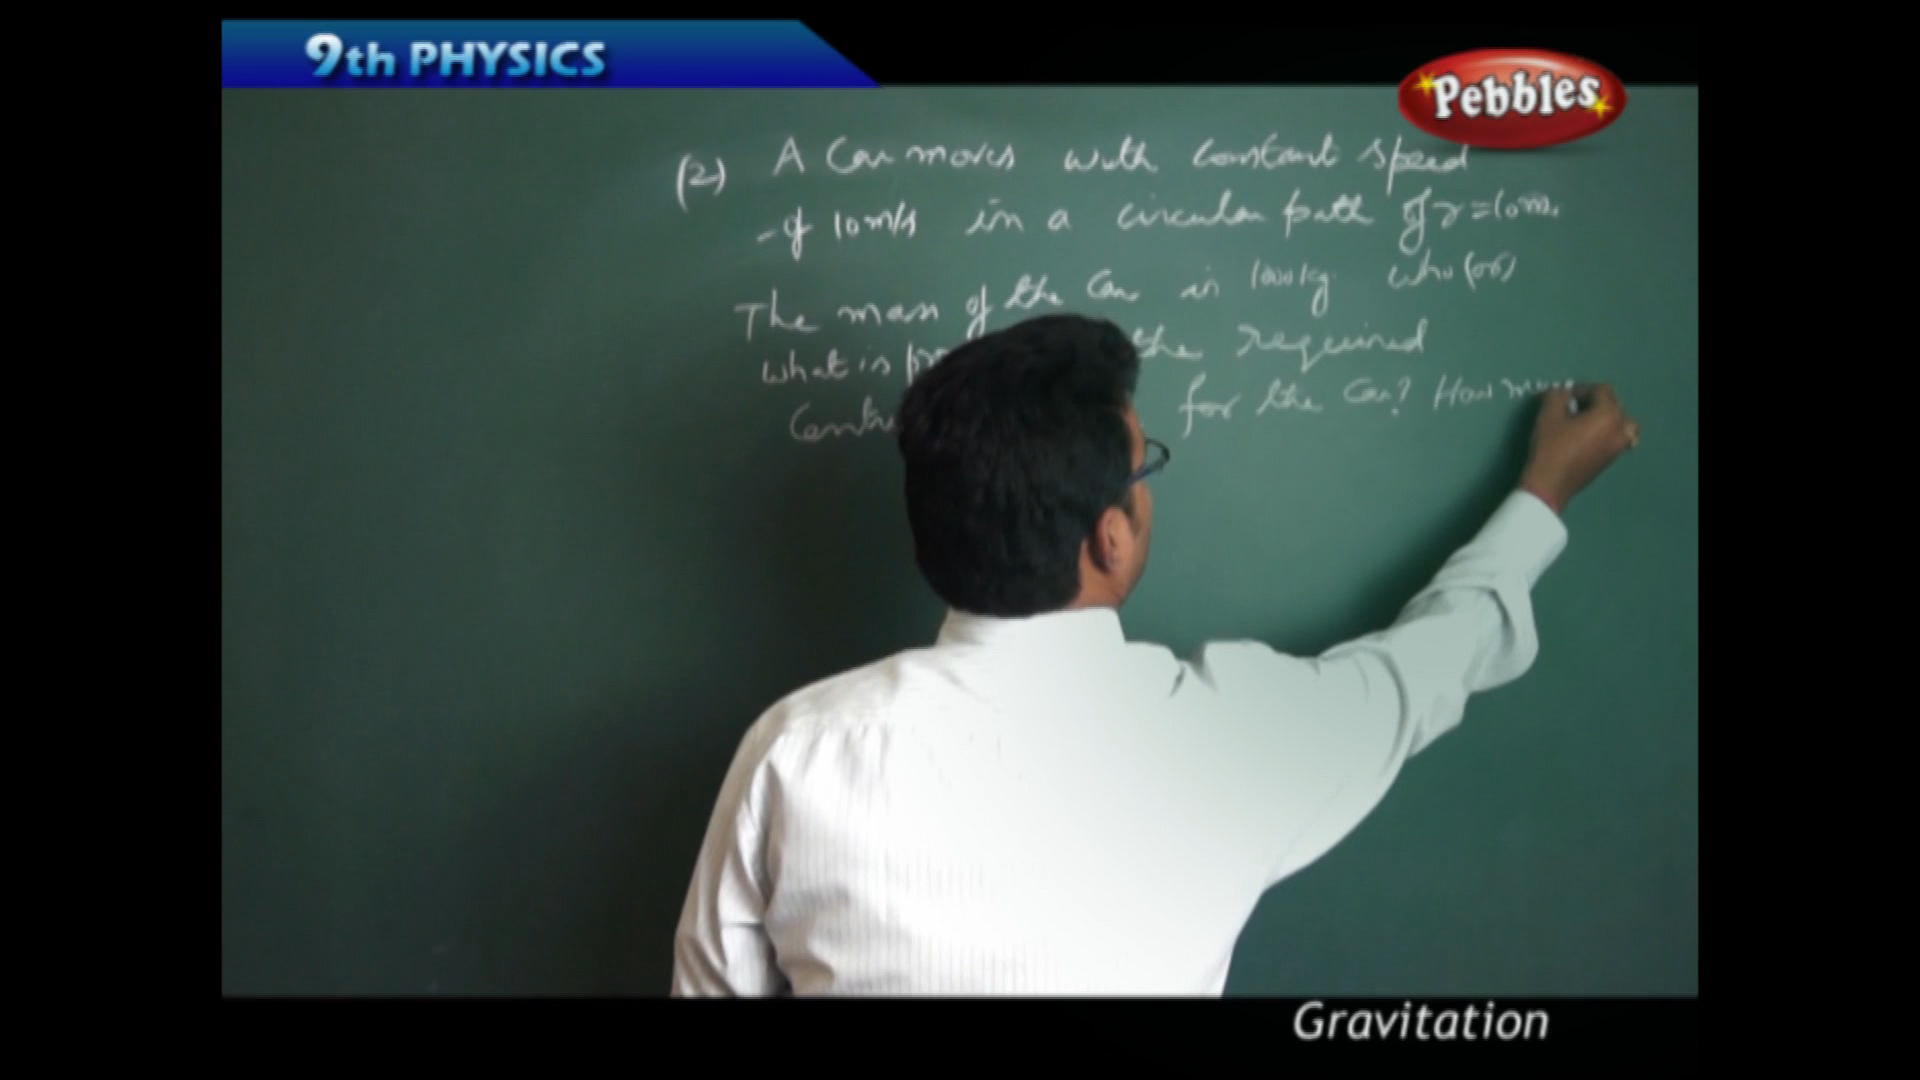 9th PHYSICS
Pebbles
(2) A Car moves with constant speed
of 10 m/s in a circular path of r=10m.
The mass of the Car is 1000kg. who (or)
what is the required
for the Car? How
Gravitation